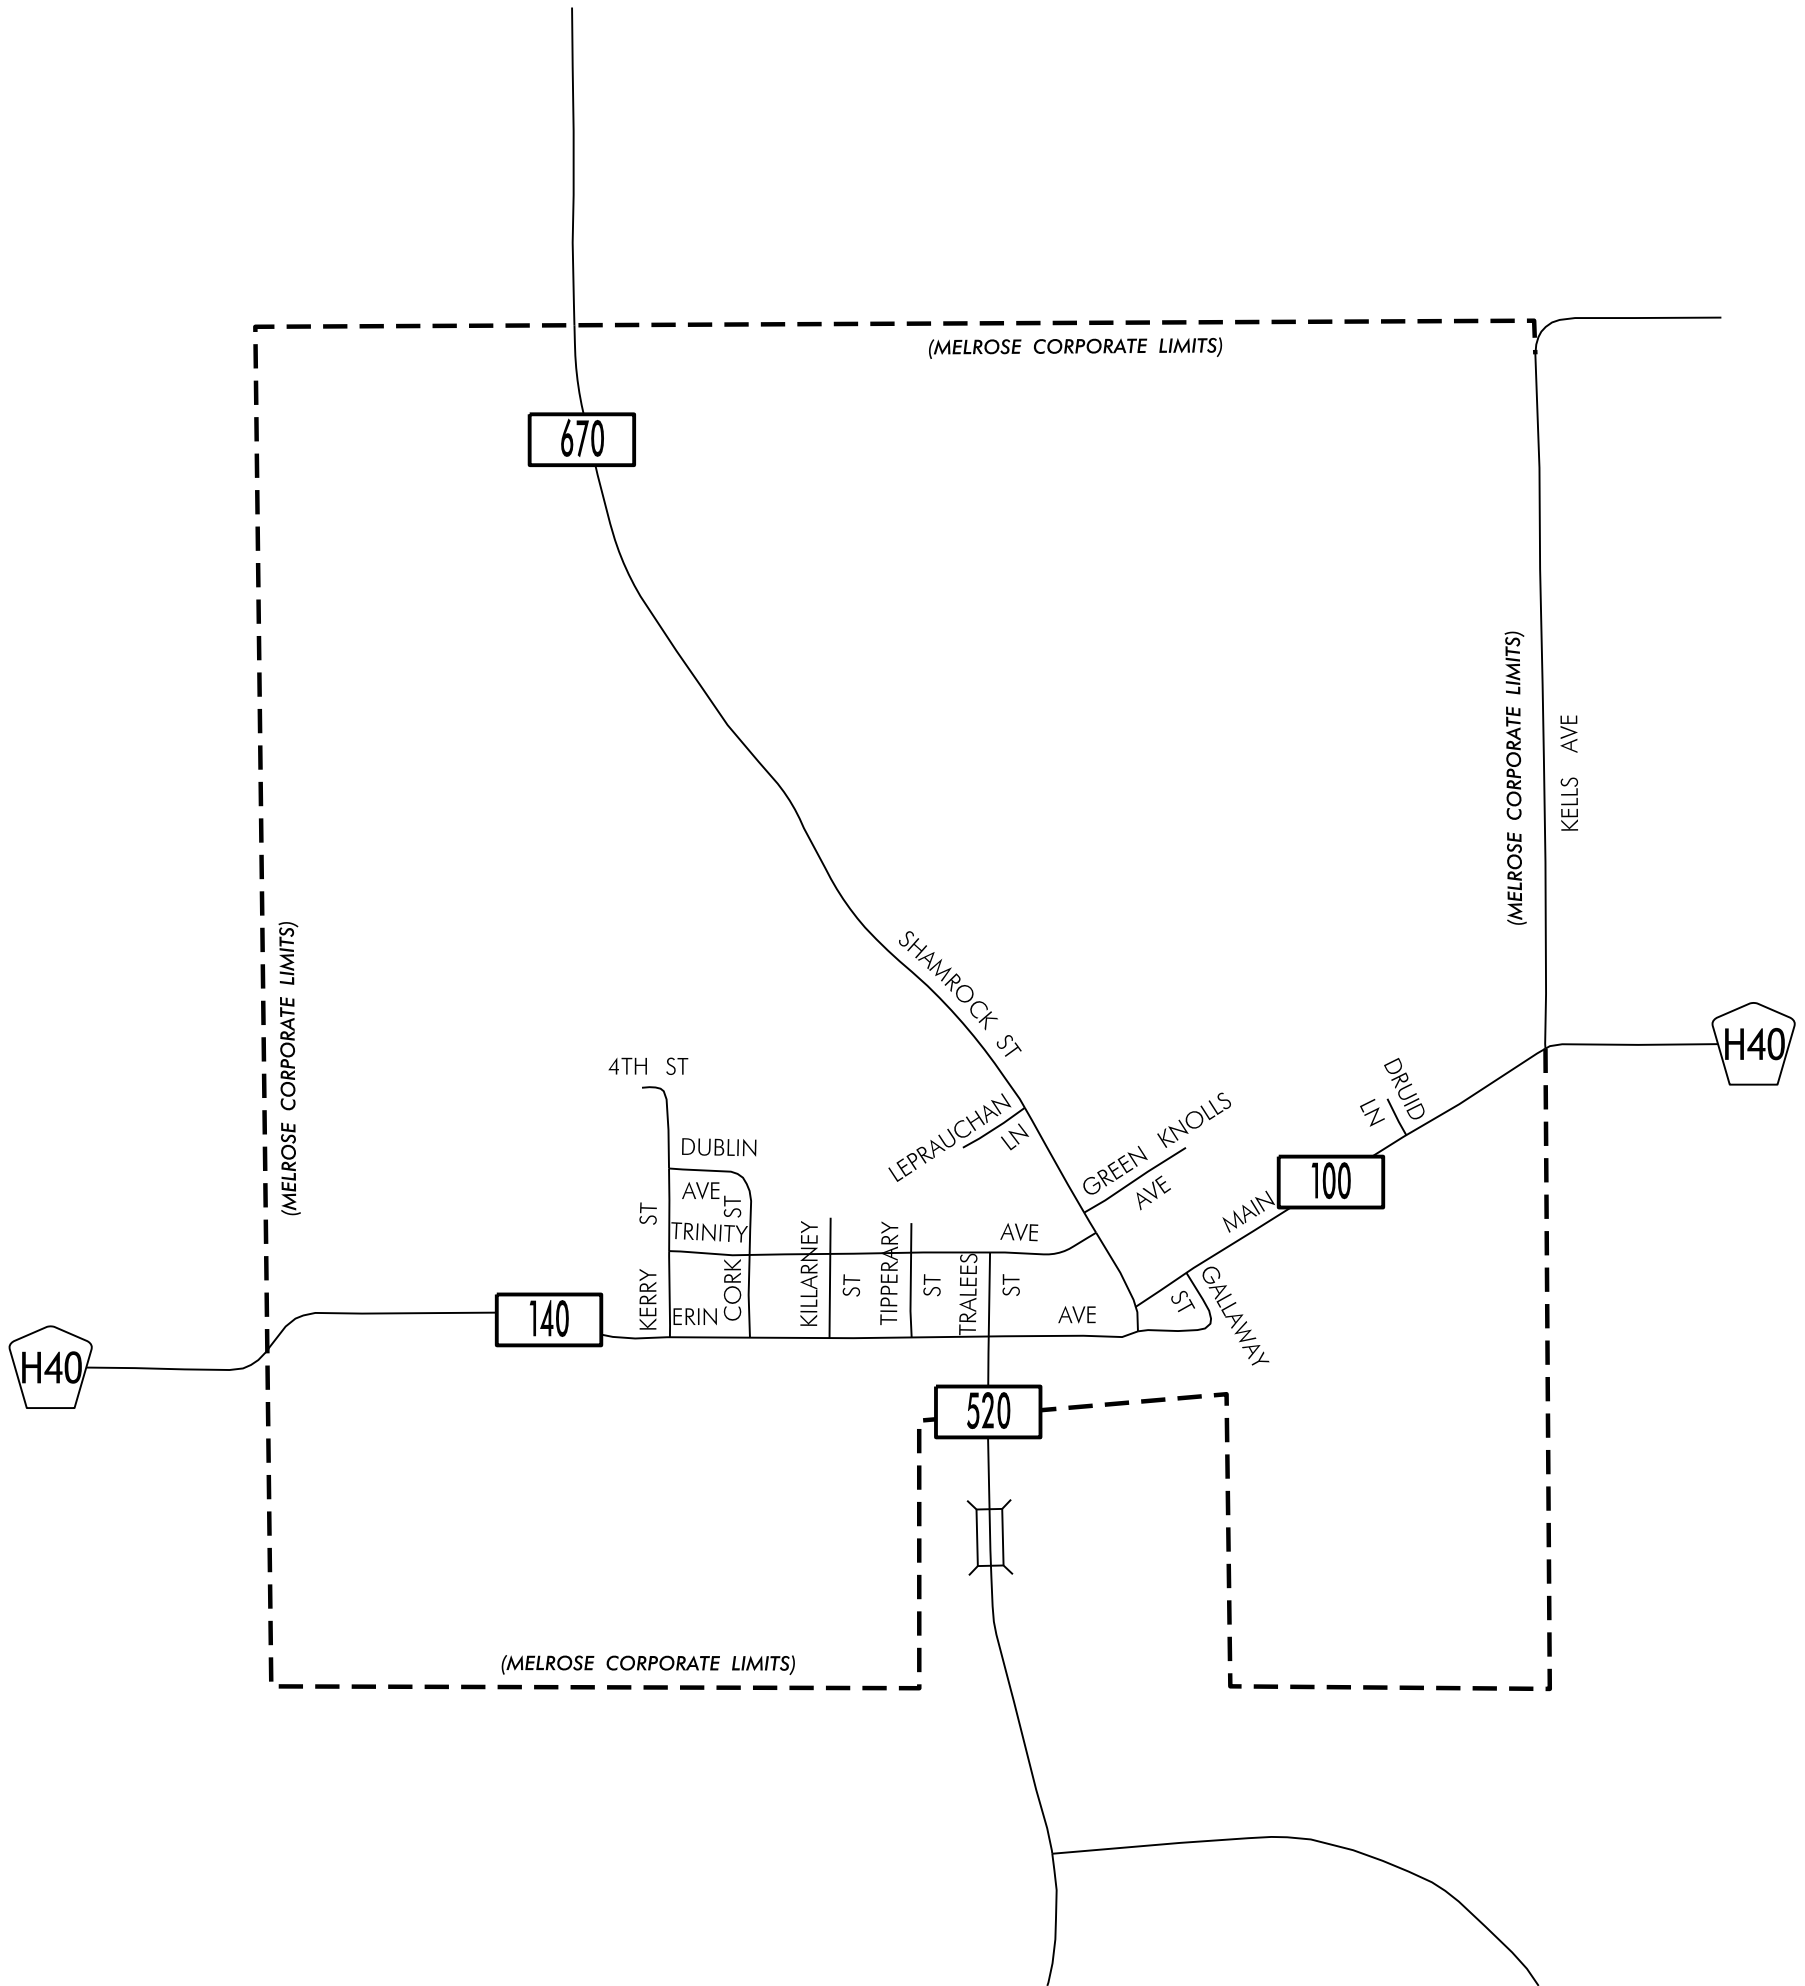 (MELROSE CORPORATE LIMITS)
670
(MELROSE CORPORATE LIMITS)
KELLS AVE
(MELROSE CORPORATE LIMITS)
SHAMROCK ST
H40
4TH ST
DRUID
LN
LEPRAUCHAN
LN
GREEN KNOLLS
AVE
DUBLIN
AVE
100
MAIN
KERRY ST
CORK ST
TRINITY
AVE
KILLARNEY
ST
TIPPERARY
ST
TRALEES
ST
GALLAWAY
ST
140
ERIN
AVE
H40
520
(MELROSE CORPORATE LIMITS)